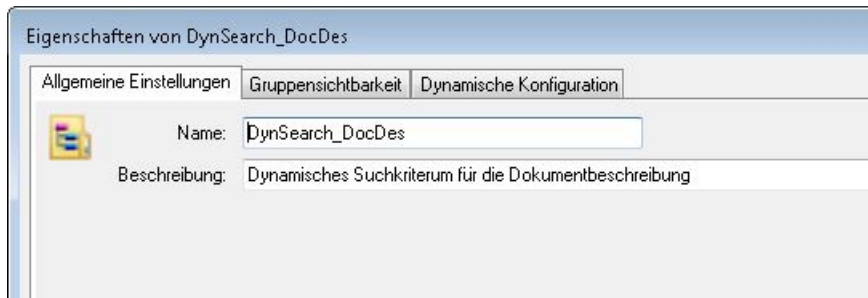 Eigenschaften von DynSearch_DocDes
Allgemeine Einstellungen Gruppensichtbarkeit Dynamische Konfiguration
Name: DynSearch_DocDes
Beschreibung: Dynamisches Suchkriterum für die Dokumentbeschreibung